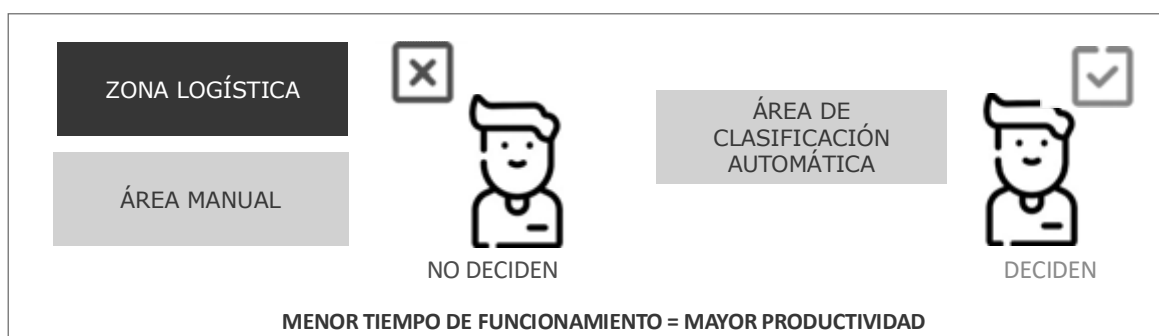 ZONA LOGÍSTICA
ÁREA MANUAL
NO DECIDEN
ÁREA DE
CLASIFICACIÓN
AUTOMÁTICA
DECIDEN
MENOR TIEMPO DE FUNCIONAMIENTO = MAYOR PRODUCTIVIDAD